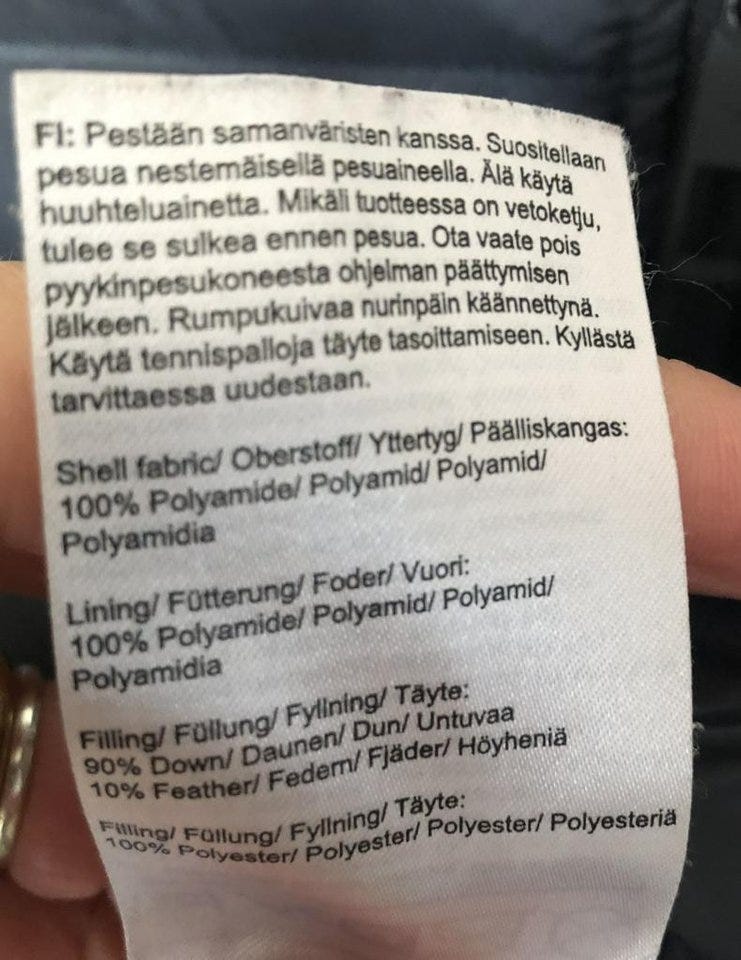 FI: Pestään samanväristen kanssa. Suositellaan
pesua nestemäisellä pesuaineella. Älä käytä
huuhteluainetta. Mikäli tuotteessa on vetoketju,
tulee se sulkea ennen pesua. Ota vaate pois
pyykinpesukoneesta ohjelman päättymisen
jälkeen. Rumpukuivaa nurinpäin käännettynä.
Käytä tennispalloja täyte tasoittamiseen. Kyllästä
tarvittaessa uudestaan.
Shell fabric/ Oberstoff/ Yttertyg/ Päälliskangas:
100% Polyamide/ Polyamid/ Polyamid/
Polyamidia
Lining/ Fütterung/ Foder/ Vuori:
100% Polyamide/ Polyamid/ Polyamid/
Polyamidia
Filling/ Füllung/ Fyllning/ Täyte:
90% Down/ Daunen/ Dun/ Untuvaa
10% Feather/ Federn/ Fjäder/ Höyheniä
Filling/ Füllung/ Fyllning/ Täyte:
100% Polyester/ Polyester/ Polyester/ Polyesteriä